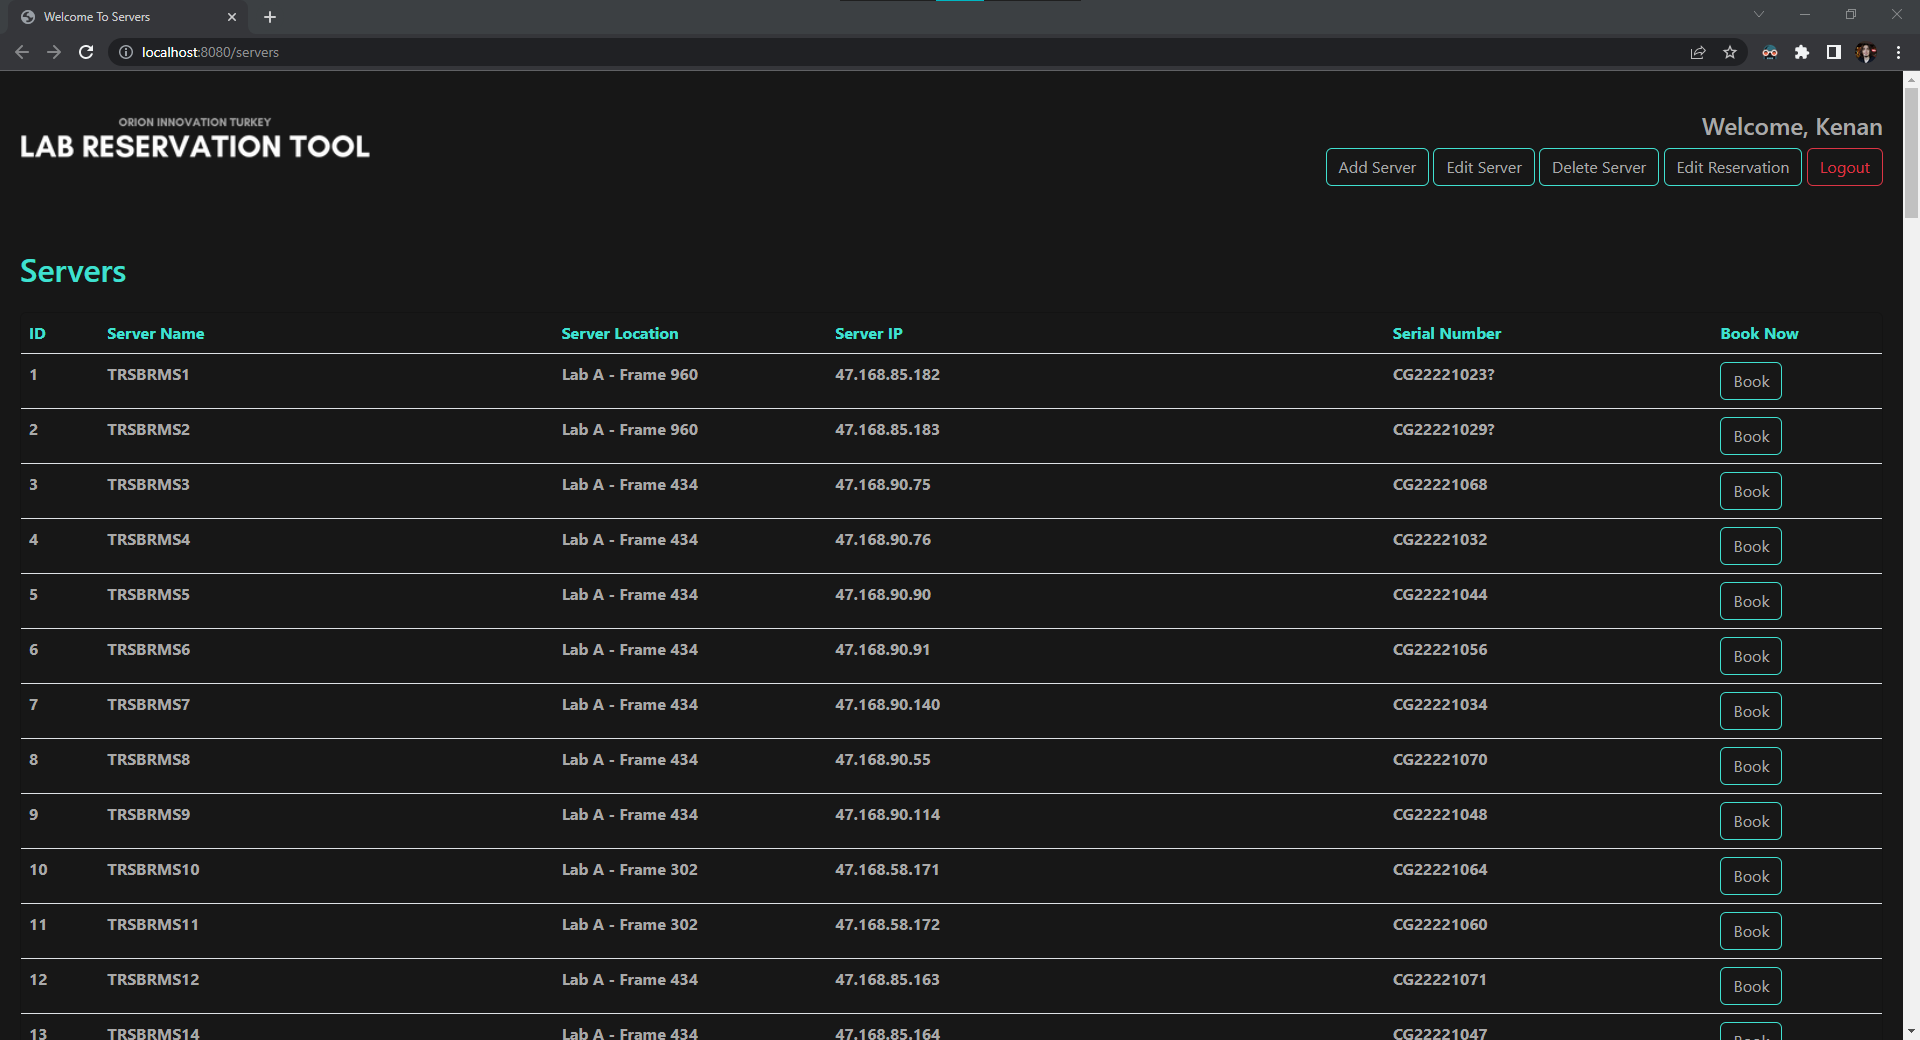 Welcome To Servers
localhost:8080/servers
ORION INNOVATION TURKEY
LAB RESERVATION TOOL
Welcome, Kenan
Add Server Edit Server Delete Server Edit Reservation Logout
Servers
ID Server Name Server Location Server IP Serial Number Book Now
1 TRSBRMS1 Lab A - Frame 960 47.168.85.182 CG22221023? Book
2 TRSBRMS2 Lab A - Frame 960 47.168.85.183 CG22221029? Book
3 TRSBRMS3 Lab A - Frame 434 47.168.90.75 CG22221068 Book
4 TRSBRMS4 Lab A - Frame 434 47.168.90.76 CG22221032 Book
5 TRSBRMS5 Lab A - Frame 434 47.168.90.90 CG22221044 Book
6 TRSBRMS6 Lab A - Frame 434 47.168.90.91 CG22221056 Book
7 TRSBRMS7 Lab A - Frame 434 47.168.90.140 CG22221034 Book
8 TRSBRMS8 Lab A - Frame 434 47.168.90.55 CG22221070 Book
9 TRSBRMS9 Lab A - Frame 434 47.168.90.114 CG22221048 Book
10 TRSBRMS10 Lab A - Frame 302 47.168.58.171 CG22221064 Book
11 TRSBRMS11 Lab A - Frame 302 47.168.58.172 CG22221060 Book
12 TRSBRMS12 Lab A - Frame 434 47.168.85.163 CG22221071 Book
13 TRSBRMS14 Lab A - Frame 434 47.168.85.164 CG22221047 Book